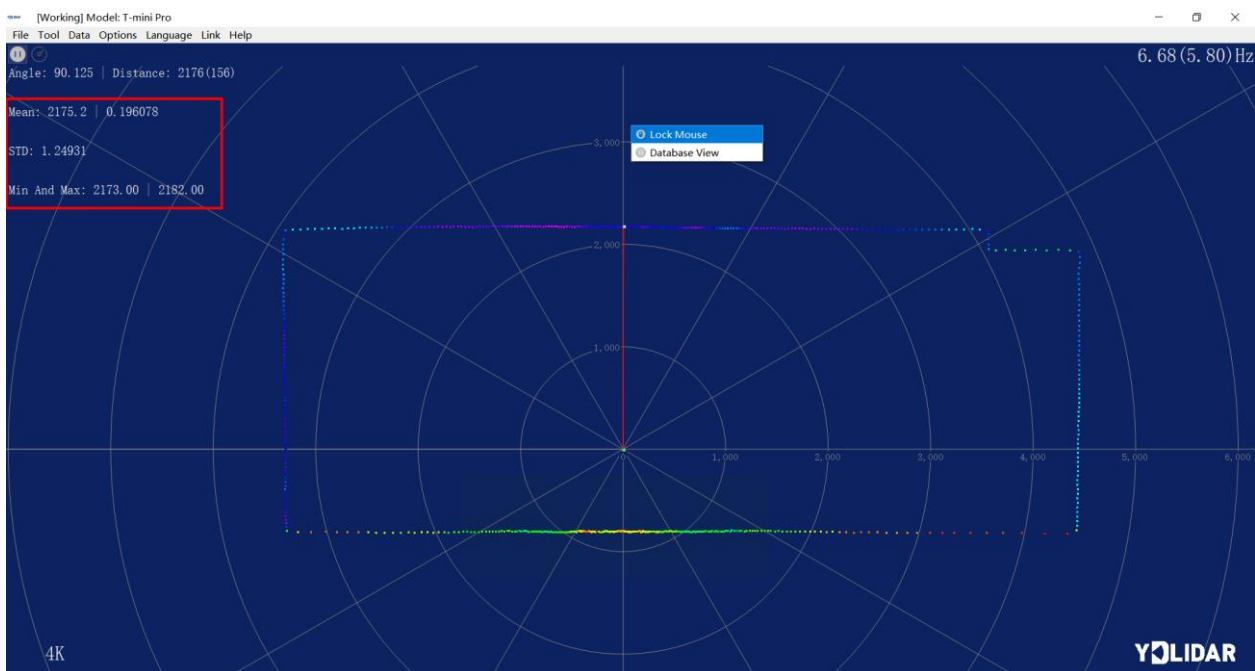 [Working] Model: T-mini Pro
File Tool Data Options Language Link Help
6.68(5.80)Hz
Angle: 90.125 | Distance: 2176(156)
Mean: 2175.2 | 0.196078
STD: 1.24931
Min And Max: 2173.00 | 2182.00
Lock Mouse
Database View
3,000
2,000
1,000
0 1,000 2,000 3,000 4,000 5,000 6,000
4K
YDLIDAR